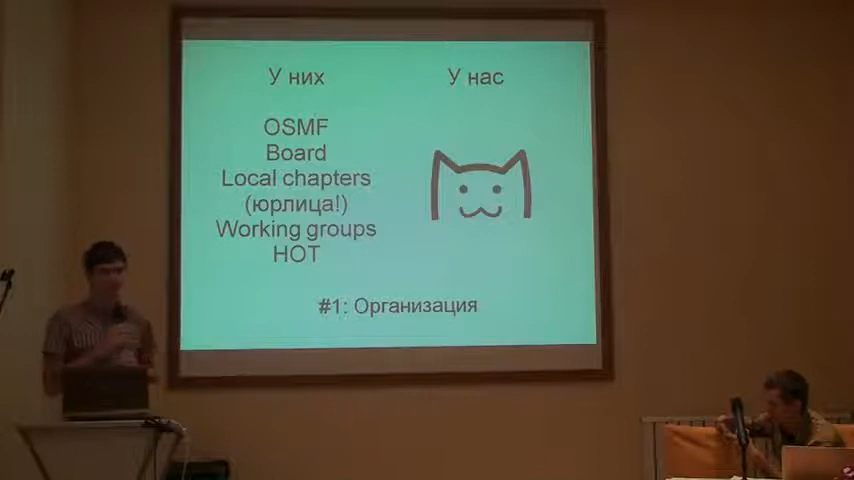 У них
У нас
OSMF
Board
Local chapters
(юрлица!)
Working groups
HOT
#1: Организация